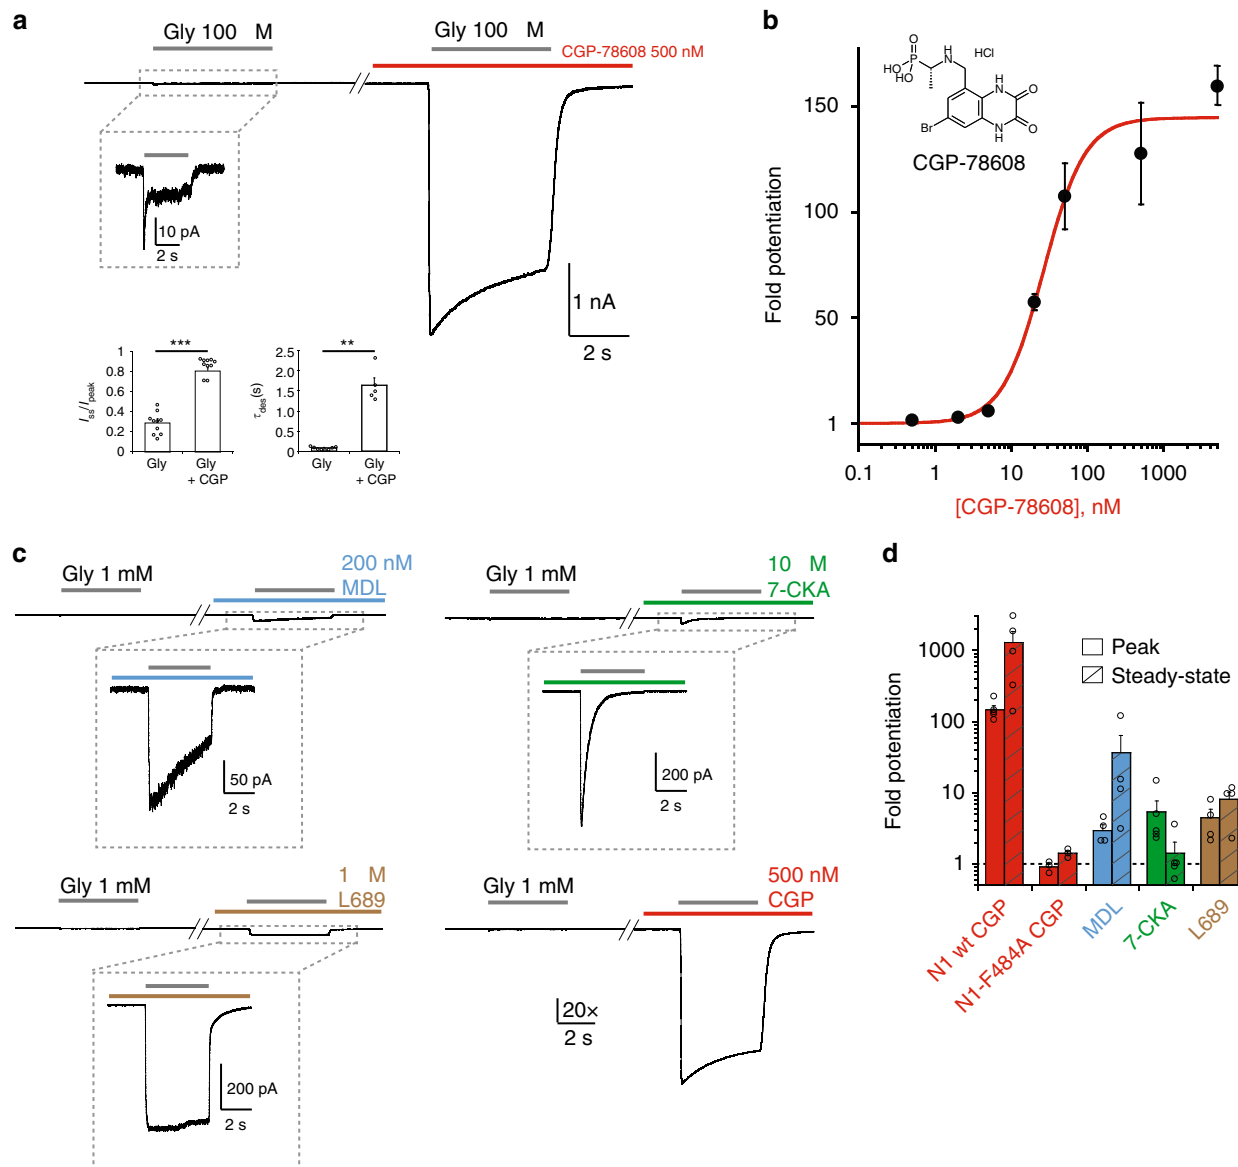 a
Gly 100 M
Gly 100 M
CGP-78608 500 nM
10 pA
2 s
1 nA
2 s
***
1
0.8
0.6
0.4
0.2
0
Iss/Ipeak
Gly
Gly
+ CGP
**
2.5
2.0
1.5
1.0
0.5
0
τdes(s)
Gly
Gly
+ CGP
b
O
HO
P
HO
H
N
HCl
H
N
O
Br
N
H
O
CGP-78608
150
100
50
1
Fold potentiation
0.1
1
10
100
1000
[CGP-78608], nM
c
Gly 1 mM
200 nM
MDL
50 pA
2 s
Gly 1 mM
10 M
7-CKA
200 pA
2 s
Gly 1 mM
1 M
L689
200 pA
2 s
Gly 1 mM
500 nM
CGP
20×
2 s
d
Peak
Steady-state
1000
100
10
1
Fold potentiation
N1 wt CGP
N1-F484A CGP
MDL
7-CKA
L689